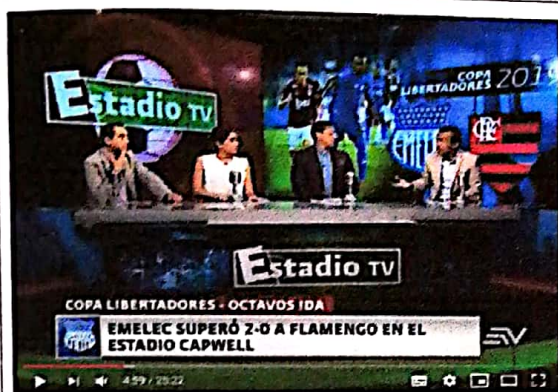 Estadio TV
COPA
LIBERTADORES 2019
EMELEC
Estadio TV
COPA LIBERTADORES - OCTAVOS IDA
EMELEC SUPERÓ 2-0 A FLAMENGO EN EL
ESTADIO CAPWELL
4:59 / 25:22